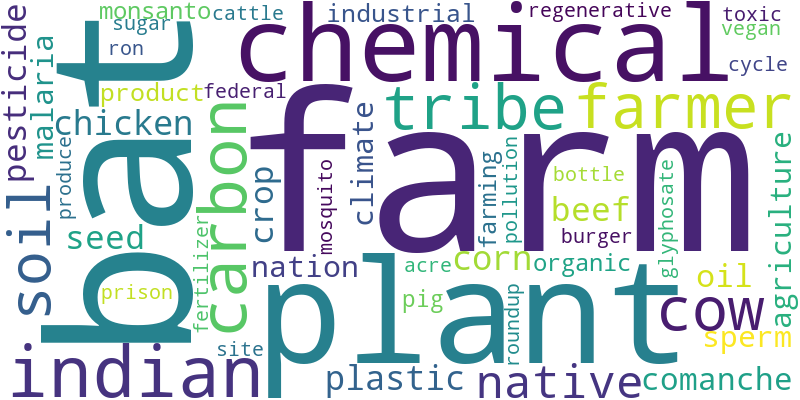 monsanto
cattle
industrial
regenerative
toxic
sugar
vegan
ron
pesticide
malaria
bat
chemical
cycle
product
federal
chicken
tribe
farmer
farm
carbon
crop
climate
mosquito
farming
pollution
bottle
beef
burger
glyphosate
agriculture
produce
soil
seed
fertilizer
prison
nation
plant
acre
corn
organic
pig
roundup
oil
cow
sperm
site
indian
plastic
native
comanche